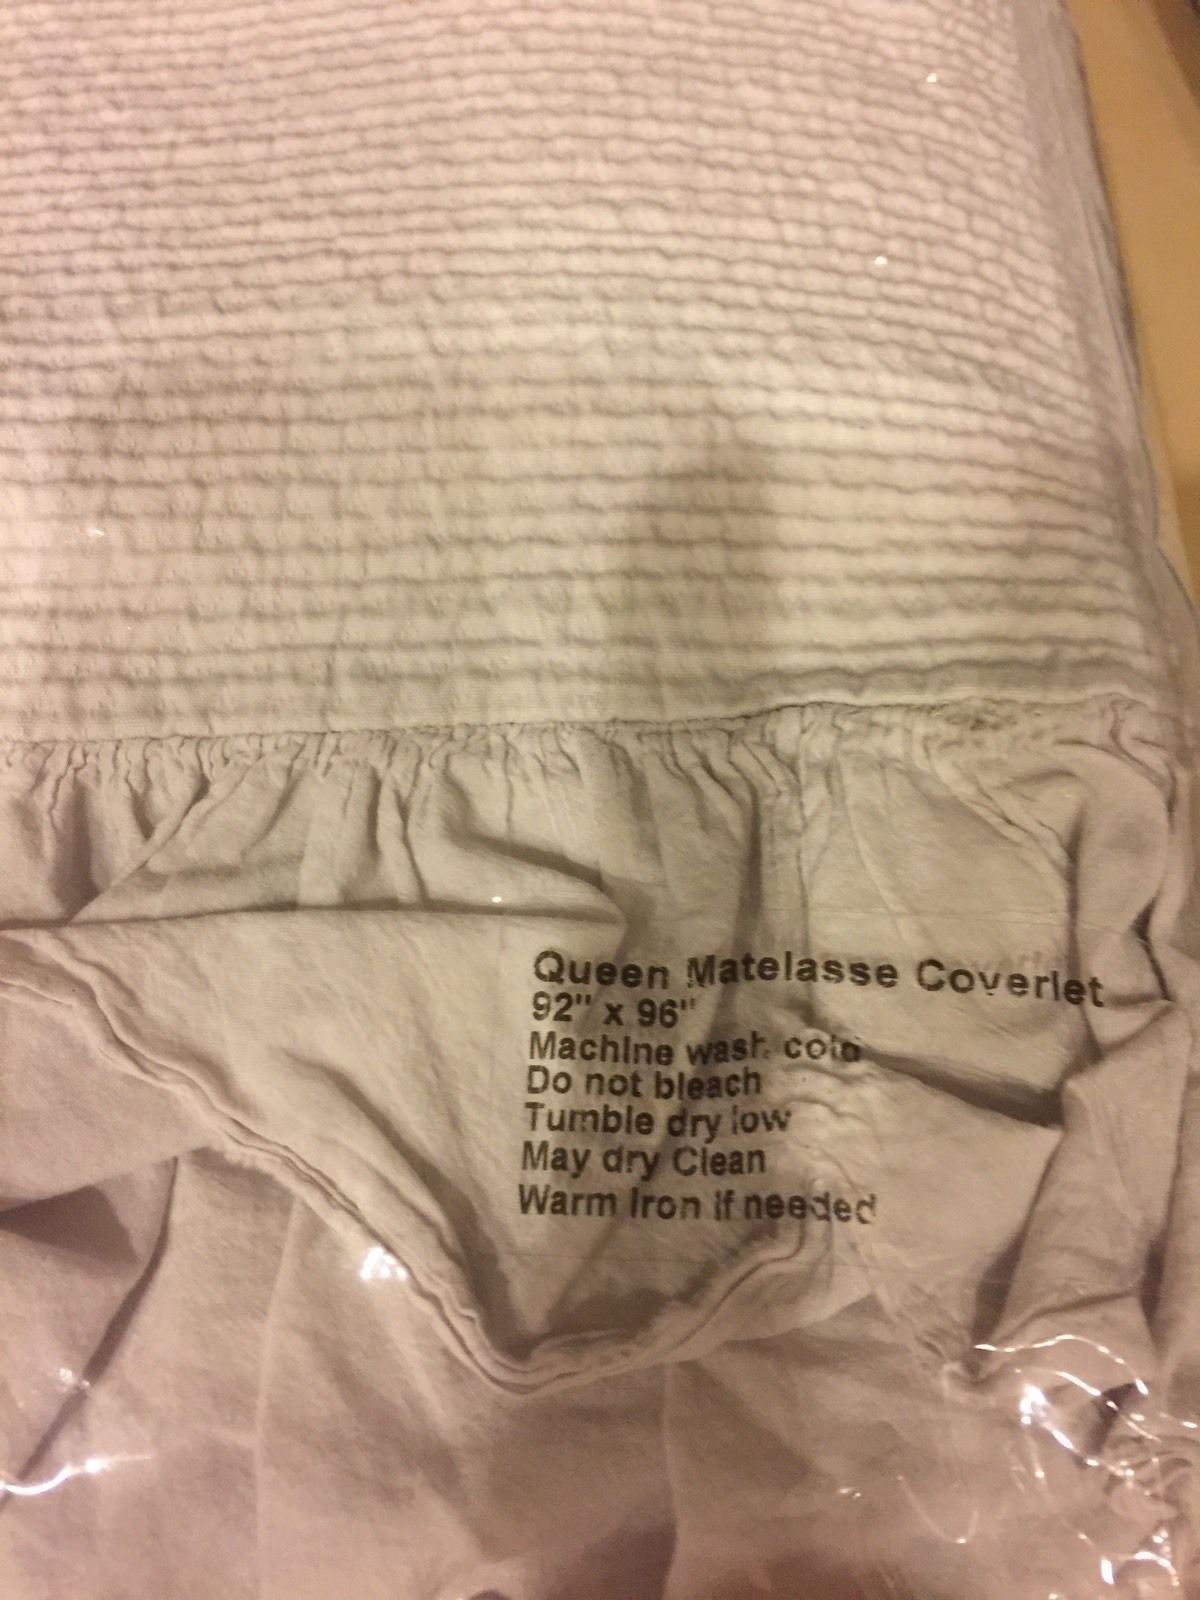 Queen Matelasse Coverlet
92" x 96"
Machine wash cold
Do not bleach
Tumble dry low
May dry Clean
Warm Iron if needed